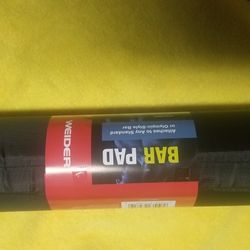 WEIDER
BAR PAD
Attaches to Any Standard
or Olympic-Style Bar